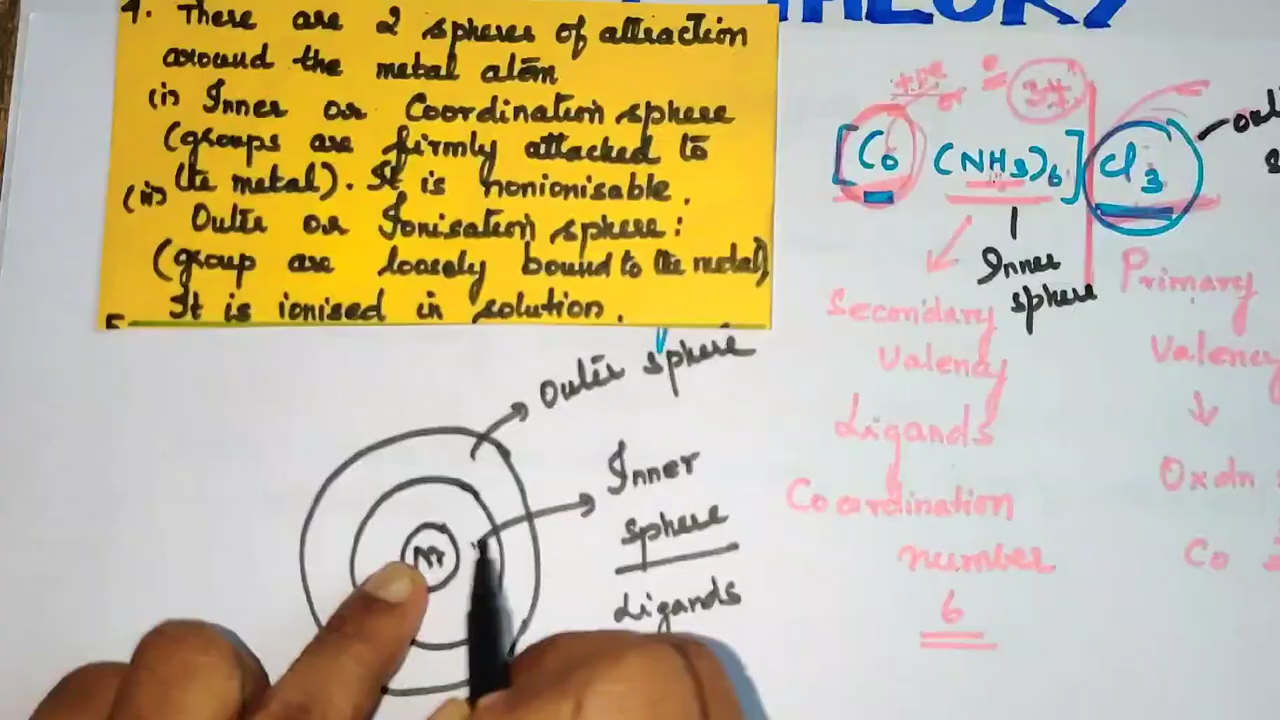 THEORY
4. There are 2 spheres of attraction
around the metal atom
(i) Inner or Coordination sphere
(groups are firmly attached to
the metal). It is nonionisable.
(ii) Outer or Ionisation sphere:
(group are loosely bound to the metal)
It is ionised in solution.
3+
[Co (NH3)6] Cl3
Inner
sphere
Secondary
Valency
Ligands
Coordination
number
6
Primary
Valency
Oxdn
Co
Outer sphere
Inner
sphere
Ligands
M